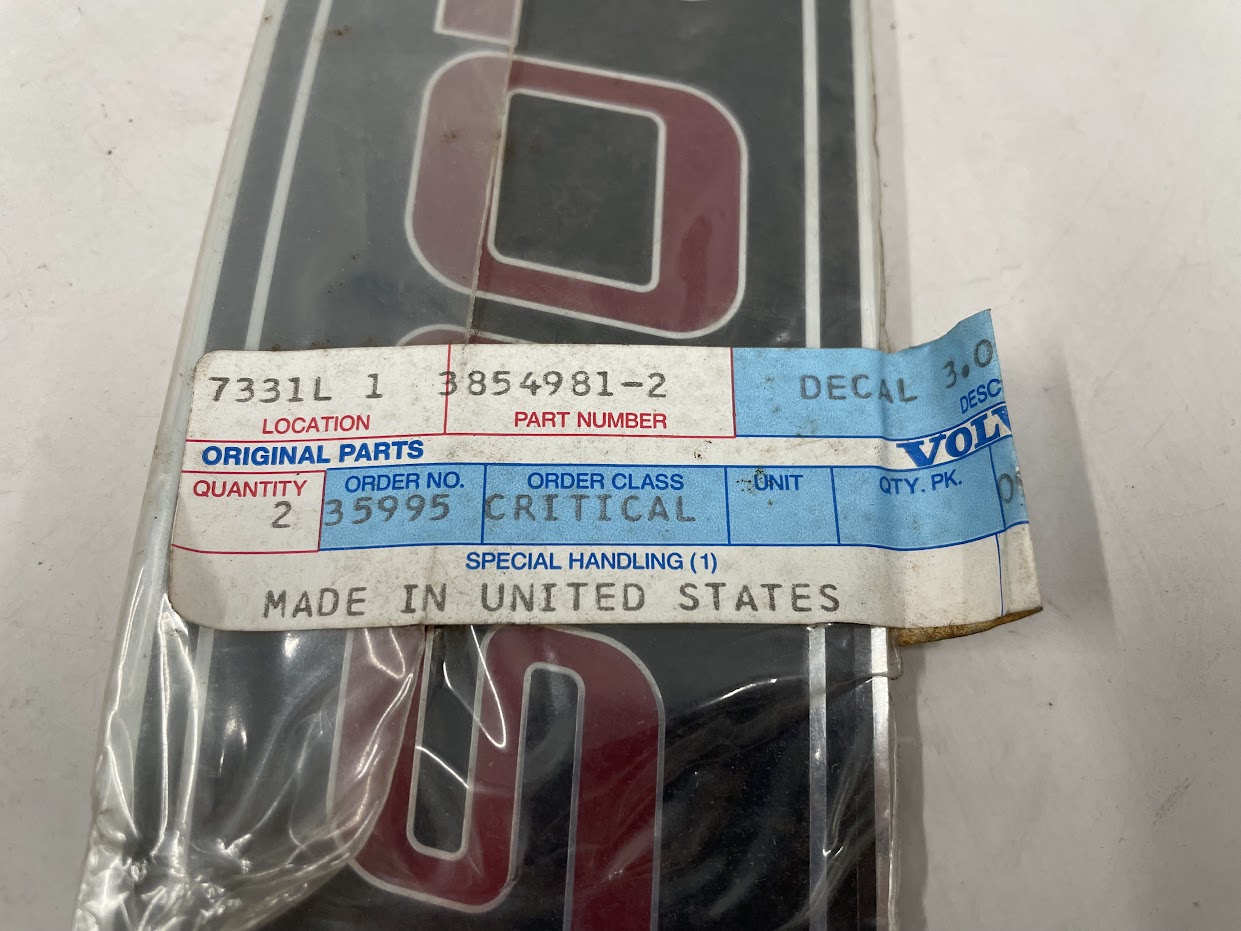 7331L 1 3854981-2 DECAL 3.0
LOCATION PART NUMBER
ORIGINAL PARTS
QUANTITY ORDER NO. ORDER CLASS UNIT QTY. PK.
2 35995 CRITICAL
SPECIAL HANDLING (1)
MADE IN UNITED STATES